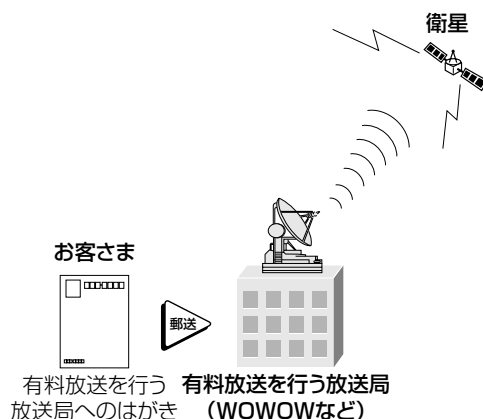 衛星
お客さま
郵送
有料放送を行う
放送局へのはがき
有料放送を行う放送局
(WOWOWなど)